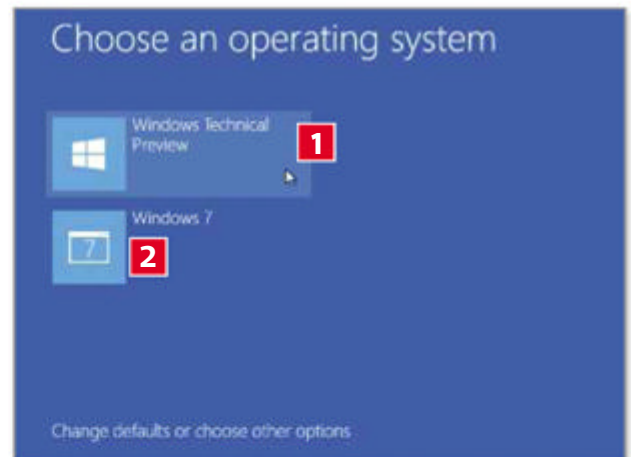 Choose an operating system
Windows Technical
Preview
1
Windows 7
7
2
Change defaults or choose other options